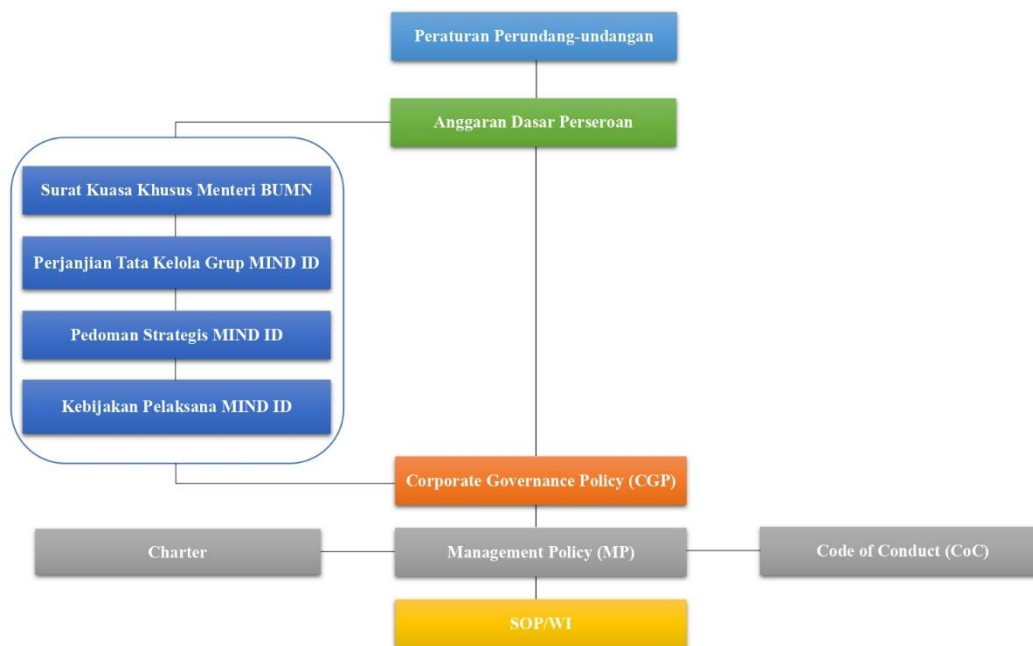 Peraturan Perundang-undangan
Anggaran Dasar Perseroan
Surat Kuasa Khusus Menteri BUMN
Perjanjian Tata Kelola Grup MIND ID
Pedoman Strategis MIND ID
Kebijakan Pelaksana MIND ID
Corporate Governance Policy (CGP)
Charter
Management Policy (MP)
Code of Conduct (CoC)
SOP/WI